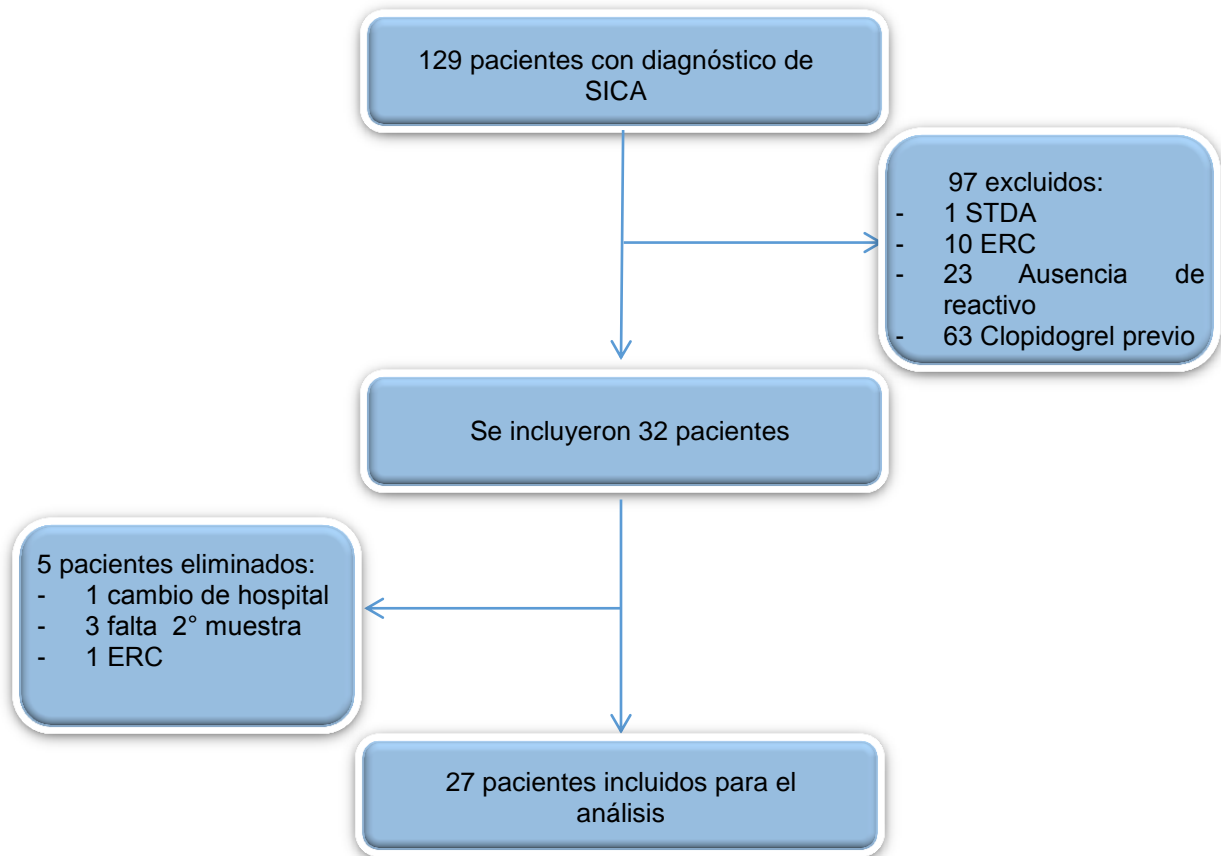 129 pacientes con diagnóstico de
SICA
97 excluidos:
- 1 STDA
- 10 ERC
- 23 Ausencia de
reactivo
- 63 Clopidogrel previo
Se incluyeron 32 pacientes
5 pacientes eliminados:
- 1 cambio de hospital
- 3 falta 2° muestra
- 1 ERC
27 pacientes incluidos para el
análisis